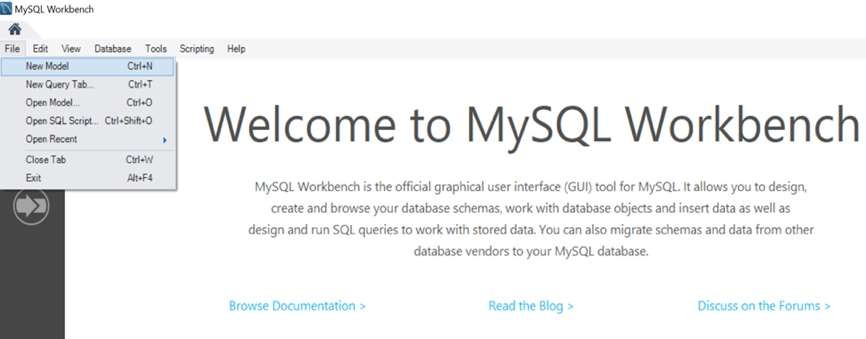 MySQL Workbench
File Edit View Database Tools Scripting Help
New Model Ctrl+N
New Query Tab... Ctrl+T
Open Model... Ctrl+O
Open SQL Script... Ctrl+Shift+O
Open Recent
Close Tab Ctrl+W
Exit Alt+F4
Welcome to MySQL Workbench
MySQL Workbench is the official graphical user interface (GUI) tool for MySQL. It allows you to design,
create and browse your database schemas, work with database objects and insert data as well as
design and run SQL queries to work with stored data. You can also migrate schemas and data from other
database vendors to your MySQL database.
Browse Documentation > Read the Blog > Discuss on the Forums >